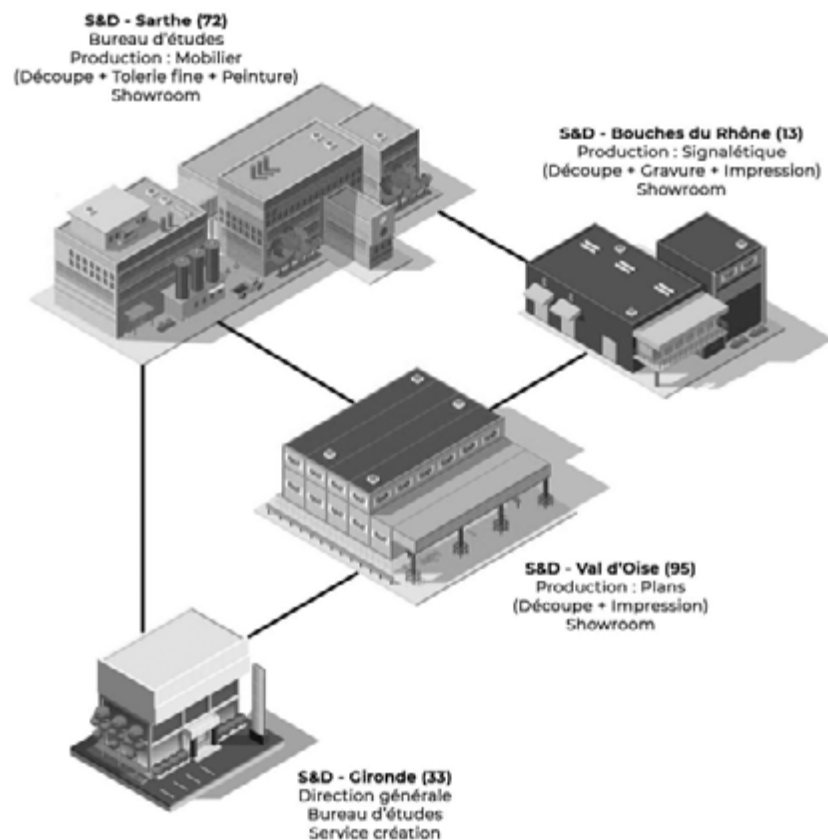 S&D - Sarthe (72)
Bureau d'études
Production : Mobilier
(Découpe + Tolerie fine + Peinture)
Showroom
S&D - Bouches du Rhône (13)
Production : Signalétique
(Découpe + Gravure + Impression)
Showroom
S&D - Val d'Oise (95)
Production : Plans
(Découpe + Impression)
Showroom
S&D - Gironde (33)
Direction générale
Bureau d'études
Service création